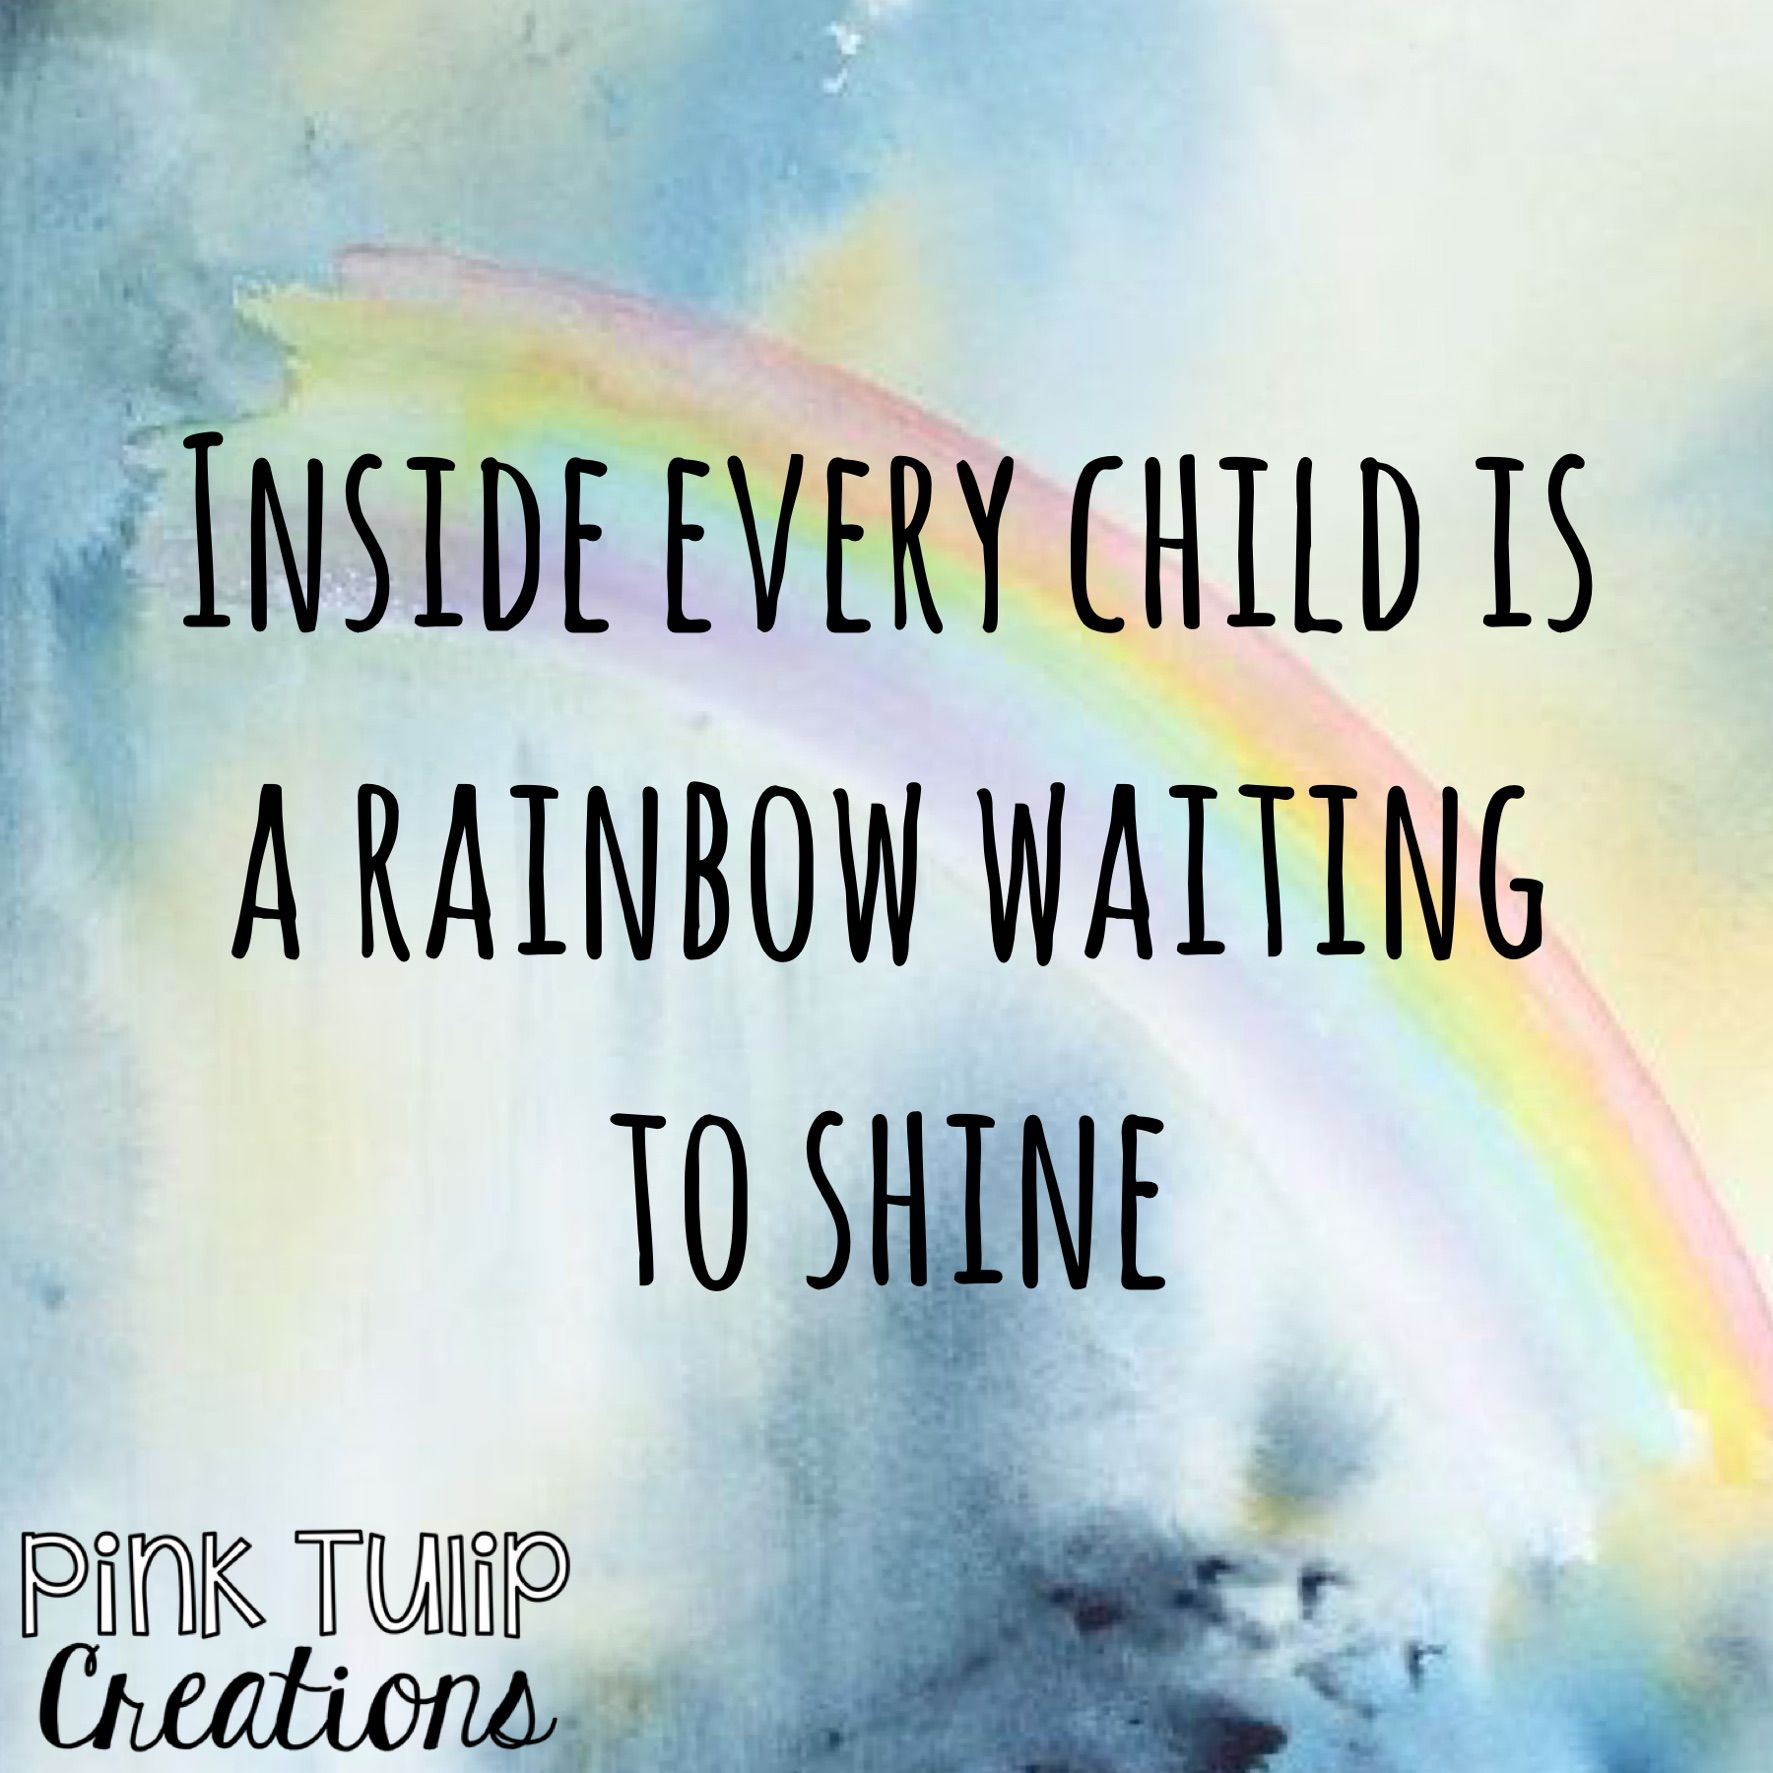 Inside every child is
a rainbow waiting
to shine
Pink Tulip
Creations